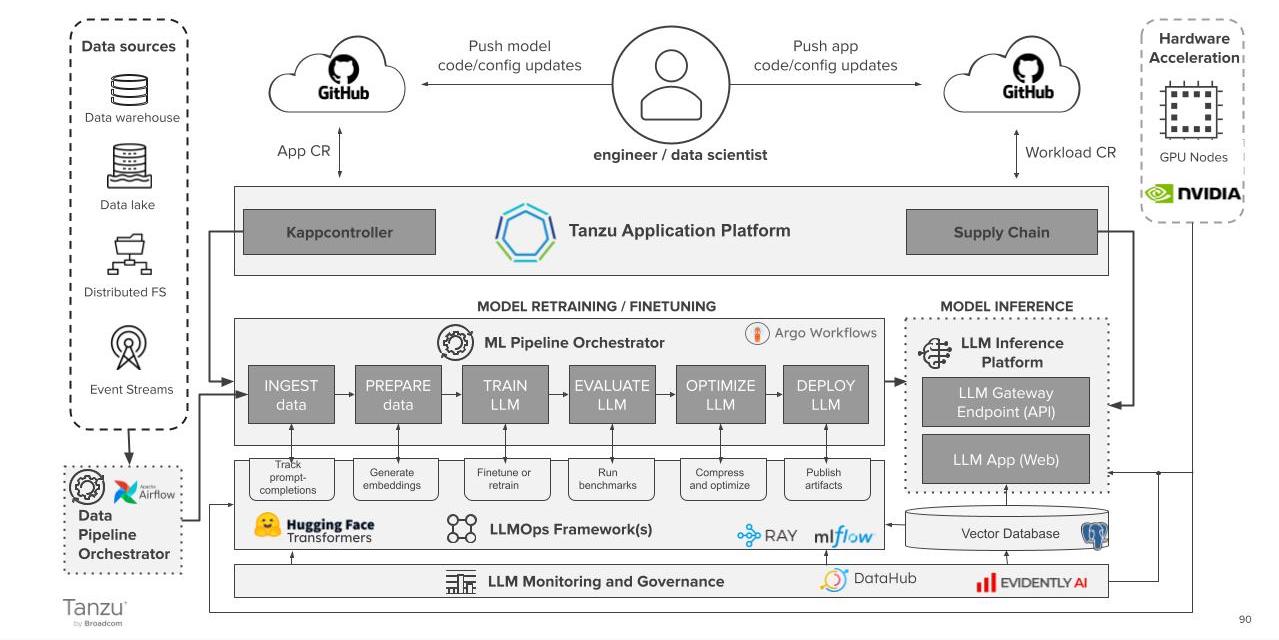 Data sources
Data warehouse
Data lake
Distributed FS
Event Streams
GitHub
Push model
code/config updates
engineer / data scientist
Push app
code/config updates
GitHub
Hardware
Acceleration
GPU Nodes
NVIDIA
App CR
Workload CR
Kappcontroller
Tanzu Application Platform
Supply Chain
MODEL RETRAINING / FINETUNING
MODEL INFERENCE
ML Pipeline Orchestrator
Argo Workflows
INGEST
data
PREPARE
data
TRAIN
LLM
EVALUATE
LLM
OPTIMIZE
LLM
DEPLOY
LLM
LLM Inference
Platform
LLM Gateway
Endpoint (API)
LLM App (Web)
Track
prompt-
completions
Generate
embeddings
Finetune or
retrain
Run
benchmarks
Compress
and optimize
Publish
artifacts
Apache
Airflow
Data
Pipeline
Orchestrator
Hugging Face
Transformers
LLMOps Framework(s)
RAY
mlflow
Vector Database
LLM Monitoring and Governance
DataHub
EVIDENTLY AI
Tanzu
by Broadcom
90